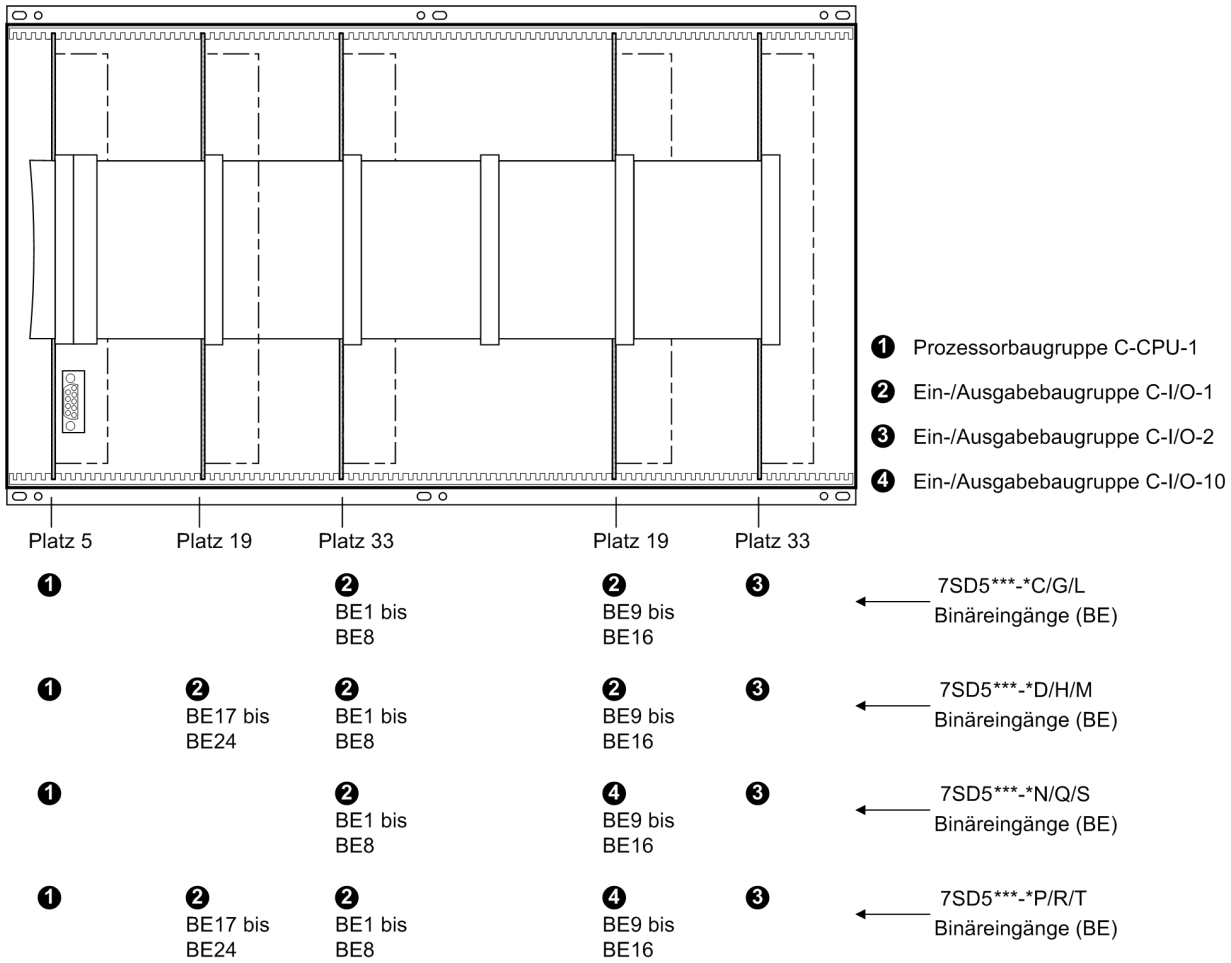 1 Prozessorbaugruppe C-CPU-1
2 Ein-/Ausgabebaugruppe C-I/O-1
3 Ein-/Ausgabebaugruppe C-I/O-2
4 Ein-/Ausgabebaugruppe C-I/O-10
Platz 5 Platz 19 Platz 33 Platz 19 Platz 33
1 2 2 3 7SD5***-*C/G/L
BE1 bis BE9 bis Binäreingänge (BE)
BE8 BE16
1 2 2 2 3 7SD5***-*D/H/M
BE17 bis BE1 bis BE9 bis Binäreingänge (BE)
BE24 BE8 BE16
1 2 4 3 7SD5***-*N/Q/S
BE1 bis BE9 bis Binäreingänge (BE)
BE8 BE16
1 2 2 4 3 7SD5***-*P/R/T
BE17 bis BE1 bis BE9 bis Binäreingänge (BE)
BE24 BE8 BE16